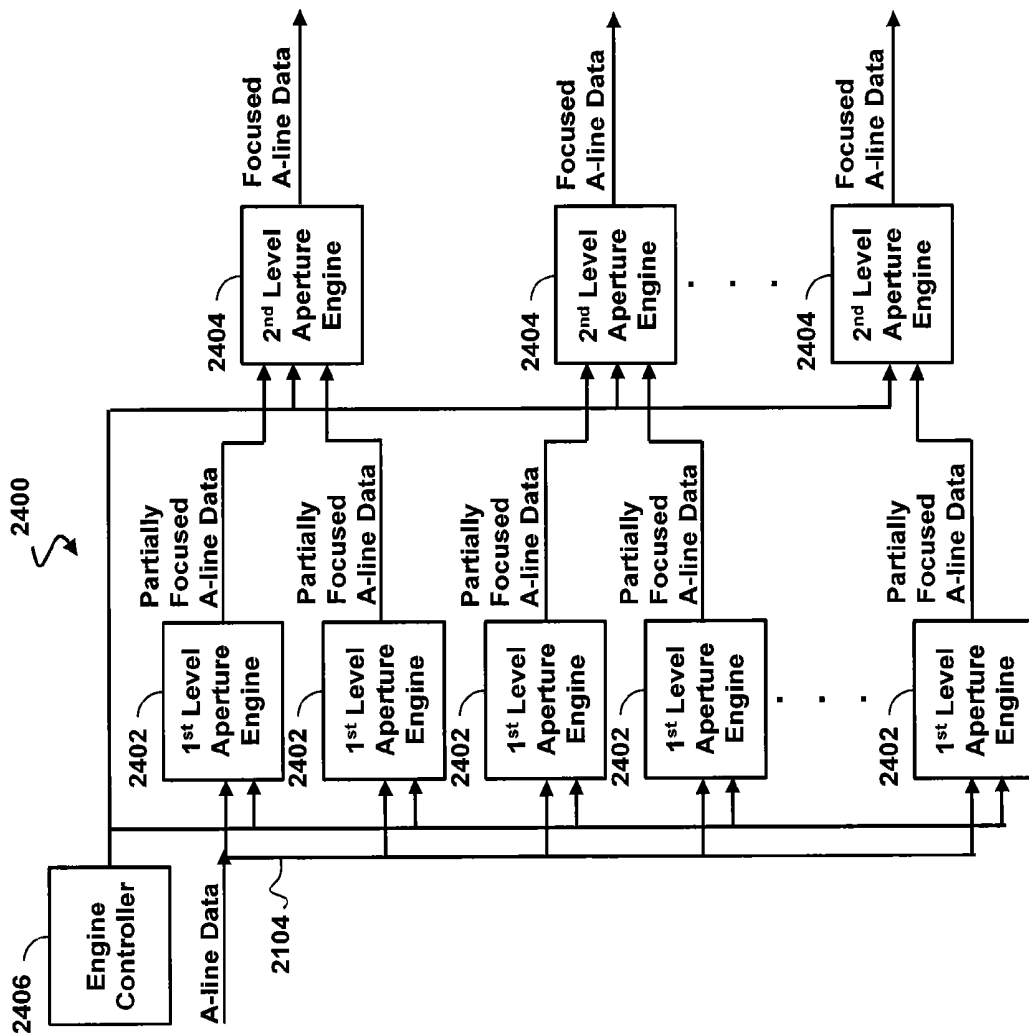 2400
2406
Engine
Controller
A-line Data
2104
2402
1st Level
Aperture
Engine
Partially
Focused
A-line Data
2402
1st Level
Aperture
Engine
Partially
Focused
A-line Data
2402
1st Level
Aperture
Engine
Partially
Focused
A-line Data
2402
1st Level
Aperture
Engine
Partially
Focused
A-line Data
. . .
2402
1st Level
Aperture
Engine
Partially
Focused
A-line Data
2404
2nd Level
Aperture
Engine
Focused
A-line Data
2404
2nd Level
Aperture
Engine
Focused
A-line Data
. . .
2404
2nd Level
Aperture
Engine
Focused
A-line Data